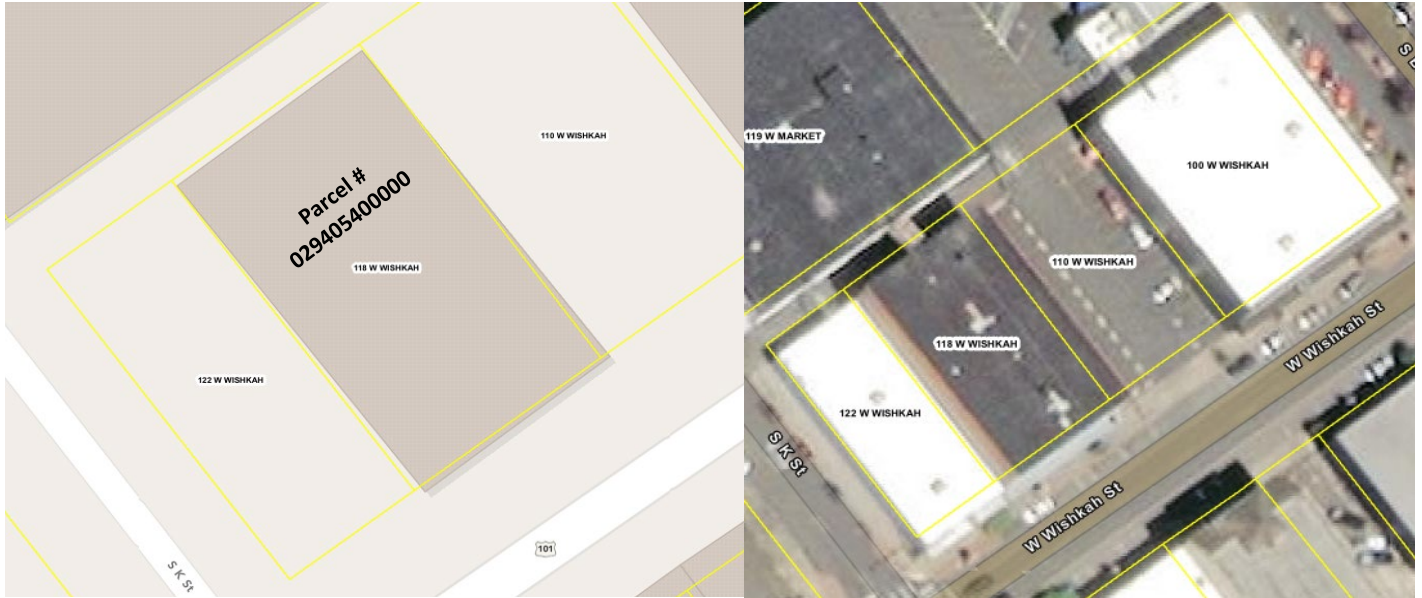 110 W WISHKAH
Parcel #
029405400000
118 W WISHKAH
122 W WISHKAH
101
S K St
119 W MARKET
100 W WISHKAH
110 W WISHKAH
118 W WISHKAH
122 W WISHKAH
W Wishkah St
W Wishkah St
S K St